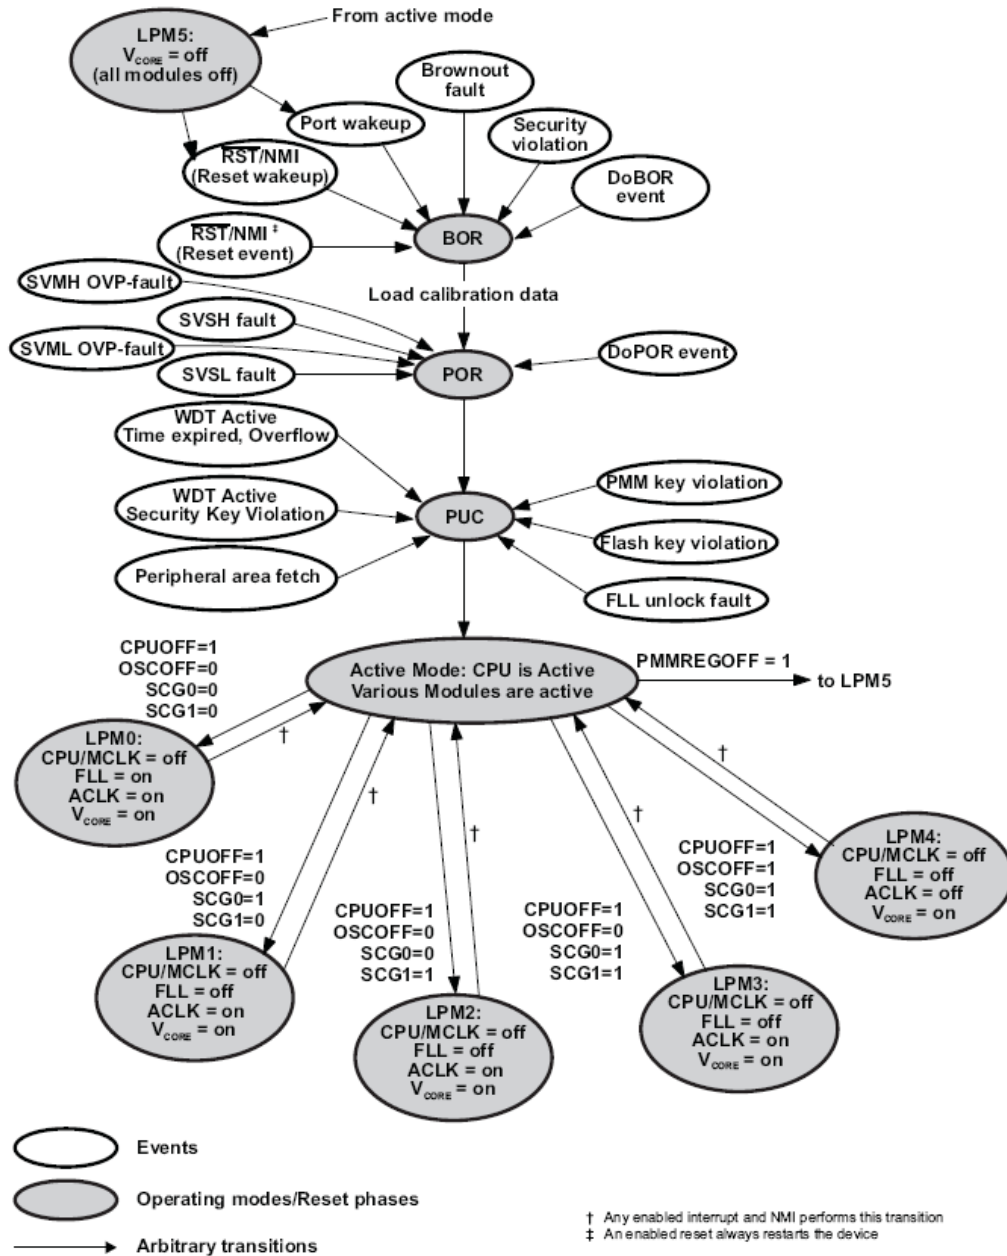 From active mode
LPM5:
VCORE = off
(all modules off)
Brownout
fault
Port wakeup
Security
violation
RST/NMI
(Reset wakeup)
DoBOR
event
RST/NMI ‡
(Reset event)
BOR
SVMH OVP-fault
Load calibration data
SVSH fault
SVML OVP-fault
DoPOR event
SVSL fault
POR
WDT Active
Time expired, Overflow
PMM key violation
WDT Active
Security Key Violation
PUC
Flash key violation
Peripheral area fetch
FLL unlock fault
CPUOFF=1
OSCOFF=0
SCG0=0
SCG1=0
Active Mode: CPU is Active
Various Modules are active
PMMREGOFF = 1
to LPM5
†
†
†
†
†
LPM0:
CPU/MCLK = off
FLL = on
ACLK = on
VCORE = on
CPUOFF=1
OSCOFF=0
SCG0=1
SCG1=0
CPUOFF=1
OSCOFF=0
SCG0=0
SCG1=1
CPUOFF=1
OSCOFF=0
SCG0=1
SCG1=1
CPUOFF=1
OSCOFF=1
SCG0=1
SCG1=1
LPM4:
CPU/MCLK = off
FLL = off
ACLK = off
VCORE = on
LPM1:
CPU/MCLK = off
FLL = off
ACLK = on
VCORE = on
LPM2:
CPU/MCLK = off
FLL = off
ACLK = on
VCORE = on
LPM3:
CPU/MCLK = off
FLL = off
ACLK = on
VCORE = on
Events
Operating modes/Reset phases
Arbitrary transitions
† Any enabled interrupt and NMI performs this transition
‡ An enabled reset always restarts the device